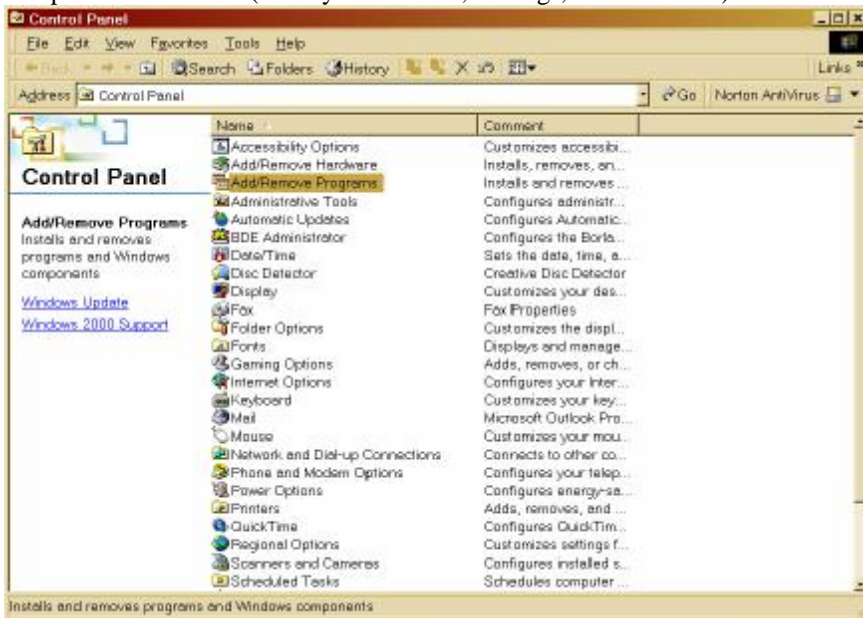 Control Panel
File Edit View Favorites Tools Help
Back Search Folders History Links »
Address Control Panel Go Norton AntiVirus
Name Comment
Control Panel
Add/Remove Programs
Installs and removes
programs and Windows
components
Windows Update
Windows 2000 Support
Accessibility Options Customizes accessibi...
Add/Remove Hardware Installs, removes, an...
Add/Remove Programs Installs and removes ...
Administrative Tools Configures administr...
Automatic Updates Configures Automatic...
BDE Administrator Configures the Borla...
Date/Time Sets the date, time, a...
Disc Detector Creative Disc Detector
Display Customizes your des...
Fax Fax Properties
Folder Options Customizes the displ...
Fonts Displays and manage...
Gaming Options Adds, removes, or ch...
Internet Options Configures your Inter...
Keyboard Customizes your key...
Mail Microsoft Outlook Pro...
Mouse Customizes your mou...
Network and Dial-up Connections Connects to other co...
Phone and Modem Options Configures your telep...
Power Options Configures energy-sa...
Printers Adds, removes, and ...
QuickTime Configures QuickTim...
Regional Options Customizes settings f...
Scanners and Cameras Configures installed s...
Scheduled Tasks Schedules computer ...
Installs and removes programs and Windows components